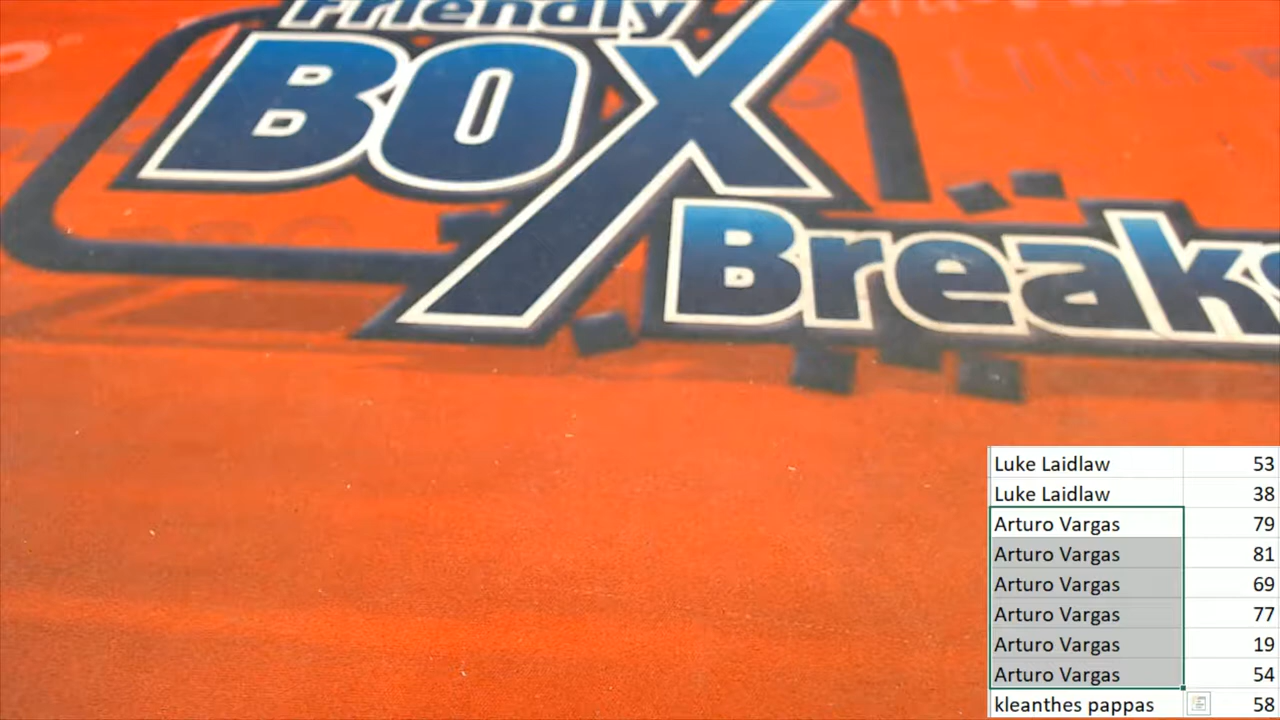 Friendly
BOX
Breaks
Luke Laidlaw 53
Luke Laidlaw 38
Arturo Vargas 79
Arturo Vargas 81
Arturo Vargas 69
Arturo Vargas 77
Arturo Vargas 19
Arturo Vargas 54
kleanthes pappas 58